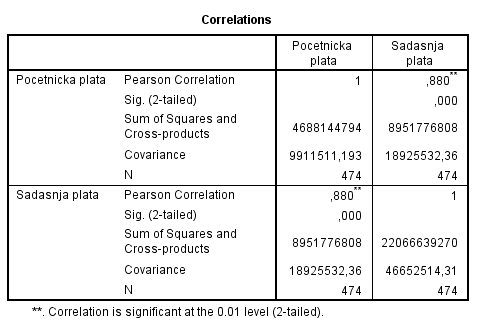 Correlations
Pocetnicka Sadasnja
plata plata
Pocetnicka plata Pearson Correlation 1 ,880**
Sig. (2-tailed) ,000
Sum of Squares and
Cross-products 4688144794 8951776808
Covariance 9911511,193 18925532,36
N 474 474
Sadasnja plata Pearson Correlation ,880** 1
Sig. (2-tailed) ,000
Sum of Squares and
Cross-products 8951776808 22066639270
Covariance 18925532,36 46652514,31
N 474 474
**. Correlation is significant at the 0.01 level (2-tailed).